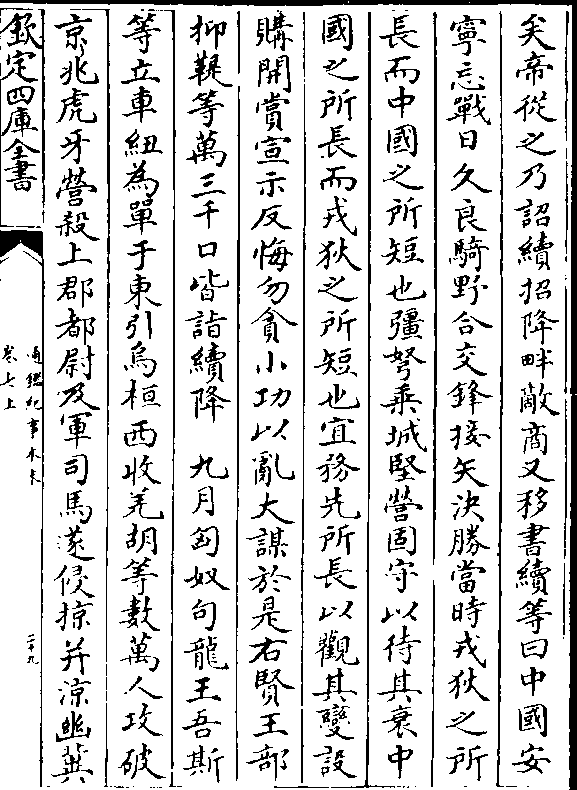 矣帝從之乃詔續招降畔敵商又移書續等曰中國安
寧忘戰日久良騎野合交鋒接矢決勝當時戎狄之所
長而中國之所短也彊弩乘城堅營固守以待其衰中
國之所長而戎狄之所短也宜務先所長以觀其變設
購開賞宣示反悔勿貪小功以亂大謀於是右賢王部
抑鞮等萬三千口皆詣續降　九月匈奴句龍王吾斯
等立車紐為單于東引烏桓西收羌胡等數萬人攻破
京兆虎牙營殺上郡都尉及軍司馬遂侵掠并涼幽冀
欽定四庫全書
通鑑紀事本末
卷七上
二十九